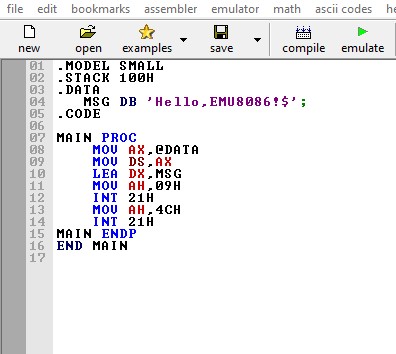 file edit bookmarks assembler emulator math ascii codes he
new open examples save compile emulate
01 .MODEL SMALL
02 .STACK 100H
03 .DATA
04 MSG DB 'Hello,EMU8086!$';
05 .CODE
06
07 MAIN PROC
08 MOV AX,@DATA
09 MOV DS,AX
10 LEA DX,MSG
11 MOV AH,09H
12 INT 21H
13 MOV AH,4CH
14 INT 21H
15 MAIN ENDP
16 END MAIN
17